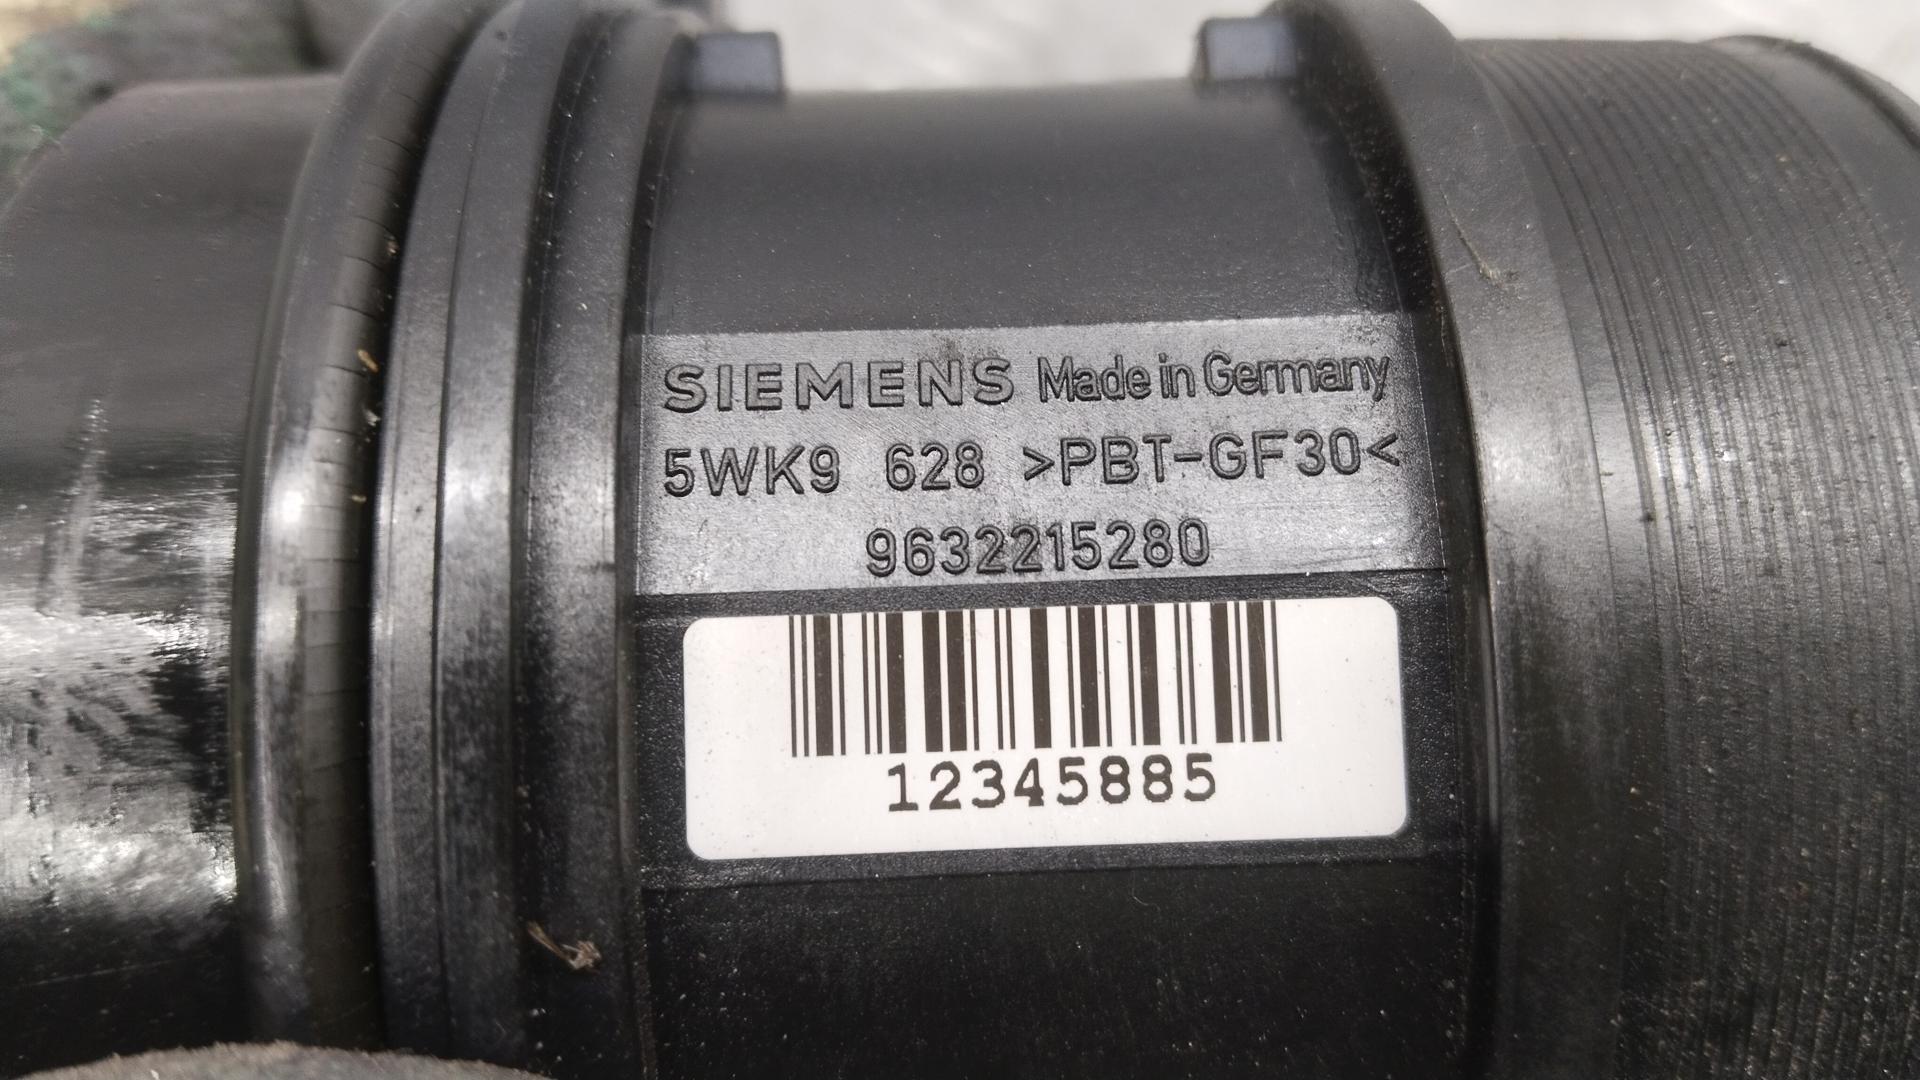 SIEMENS Made in Germany
5WK9 628 >PBT-GF30<
9632215280
12345885